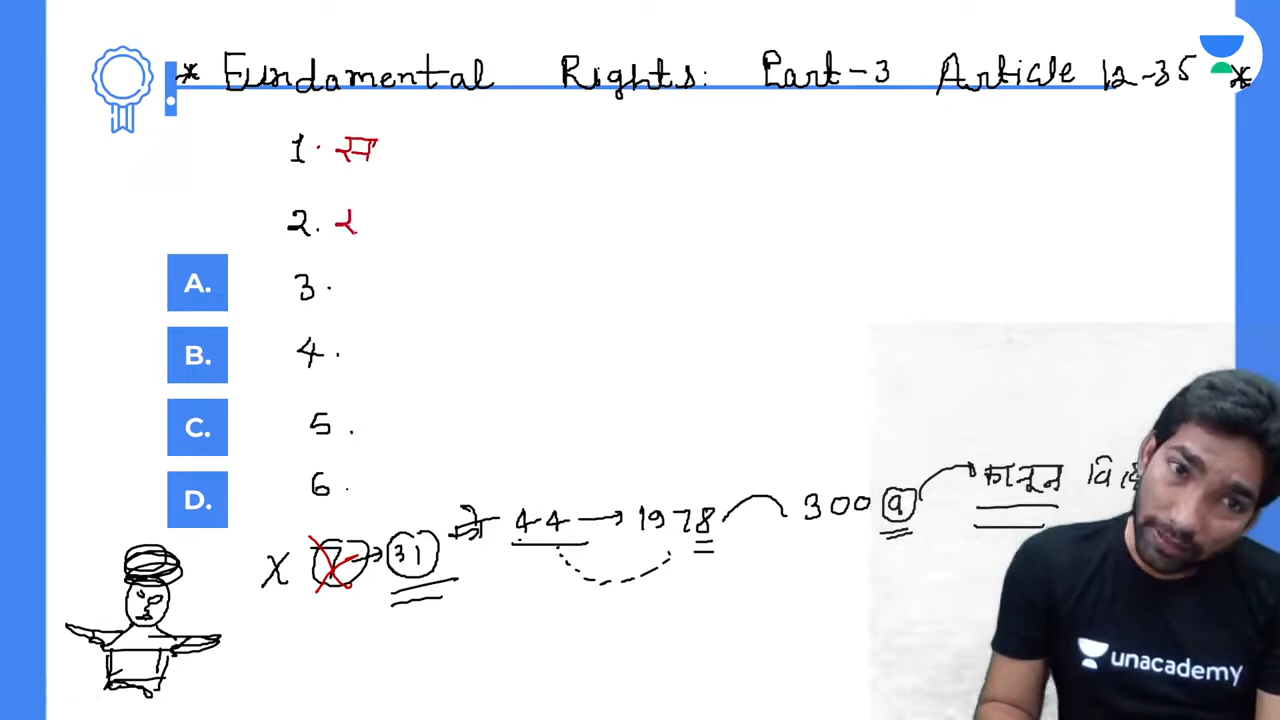 * Fundamental Rights: Part-3 Article 12-35 *
1. स
2. र
A. 3.
B. 4.
C. 5.
D. 6.
X 7 → 31 44 → 1978 300 a कानून
unacademy